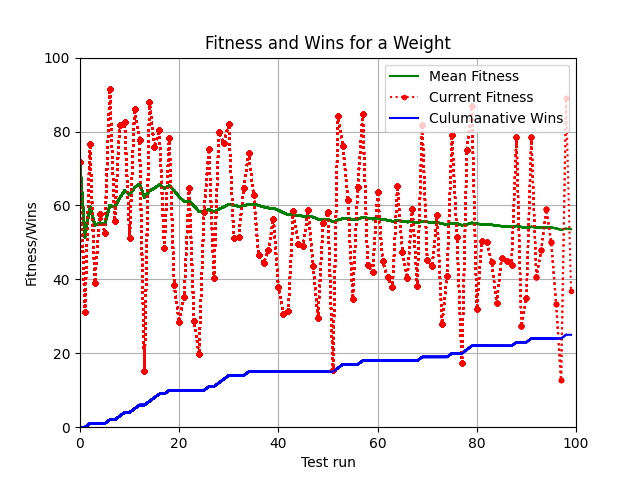 Fitness and Wins for a Weight
Mean Fitness
Current Fitness
Culumanative Wins
Fitness/Wins
100
80
60
40
20
0
0 20 40 60 80 100
Test run